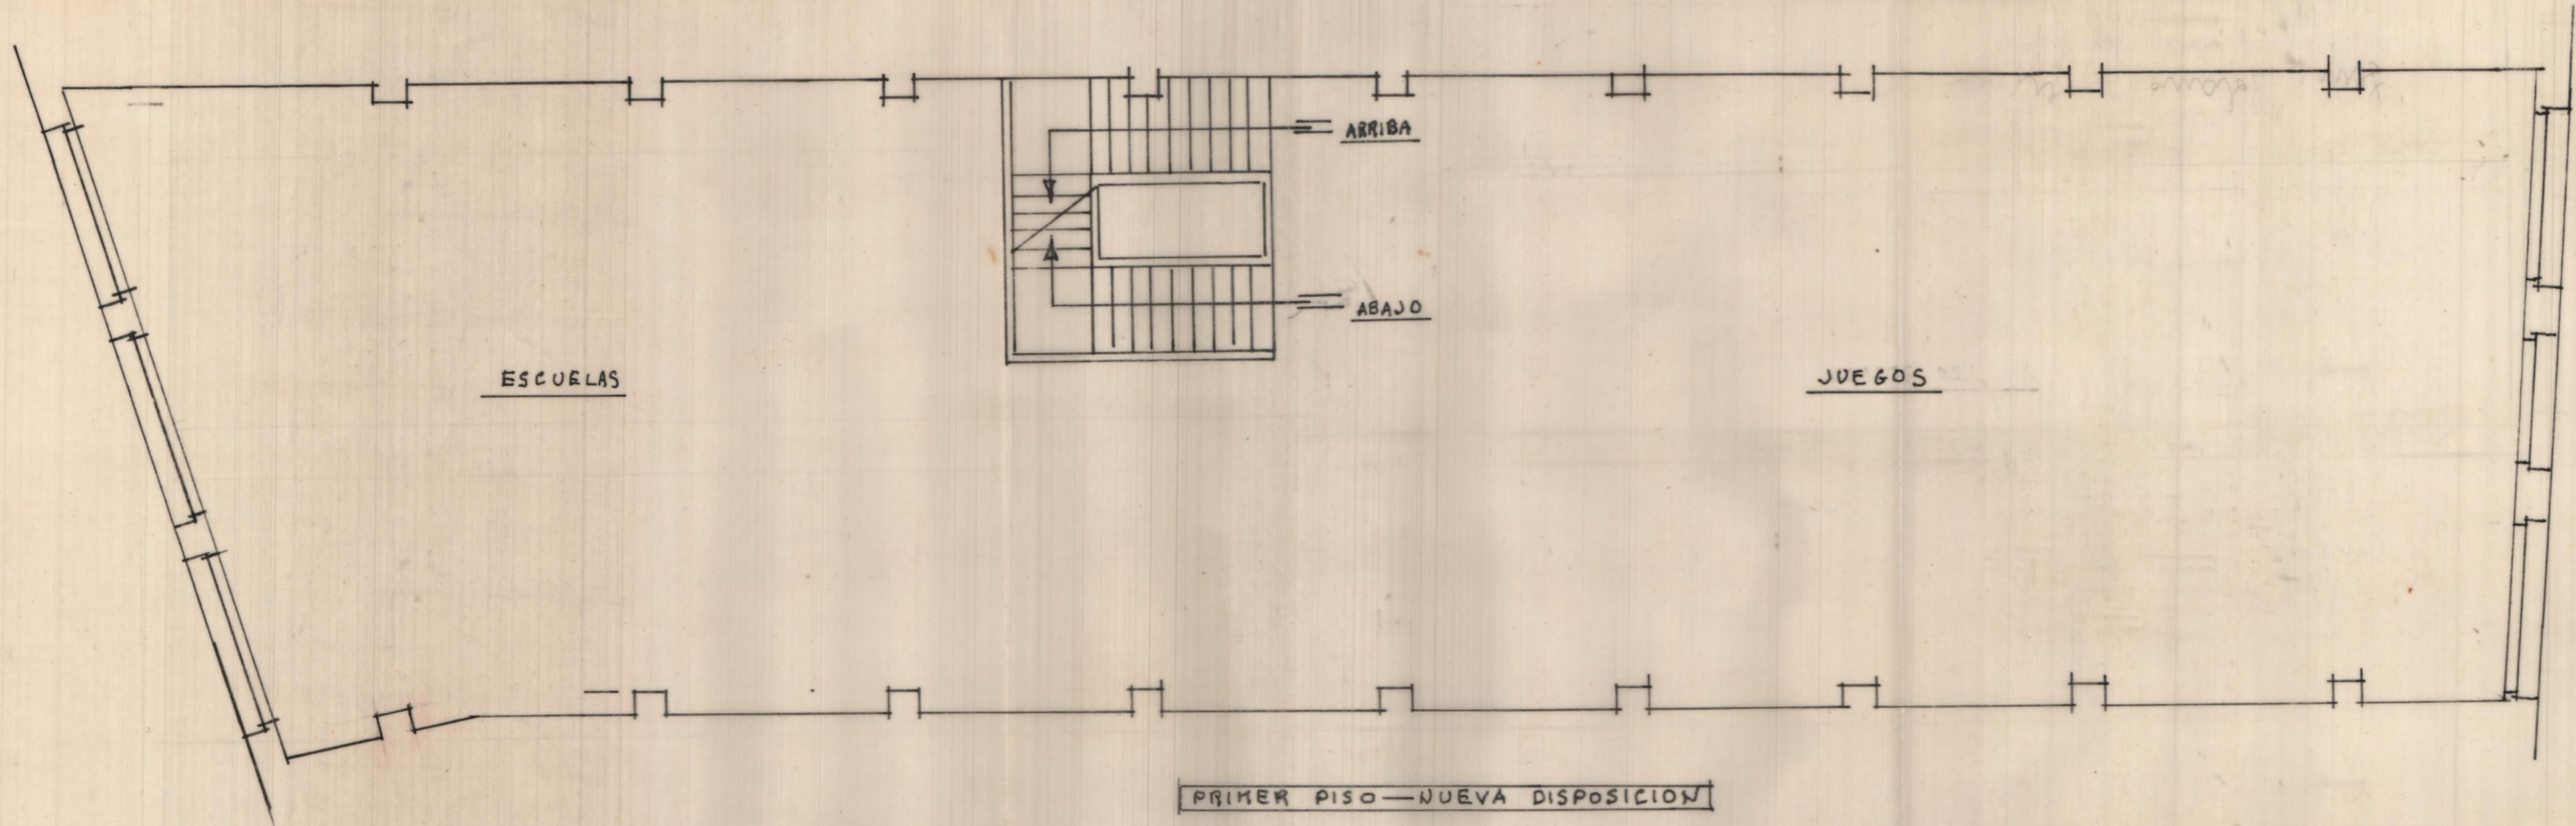 ARRIBA
ABAJO
ESCUELAS
JUEGOS
PRIMER PISO — NUEVA DISPOSICION